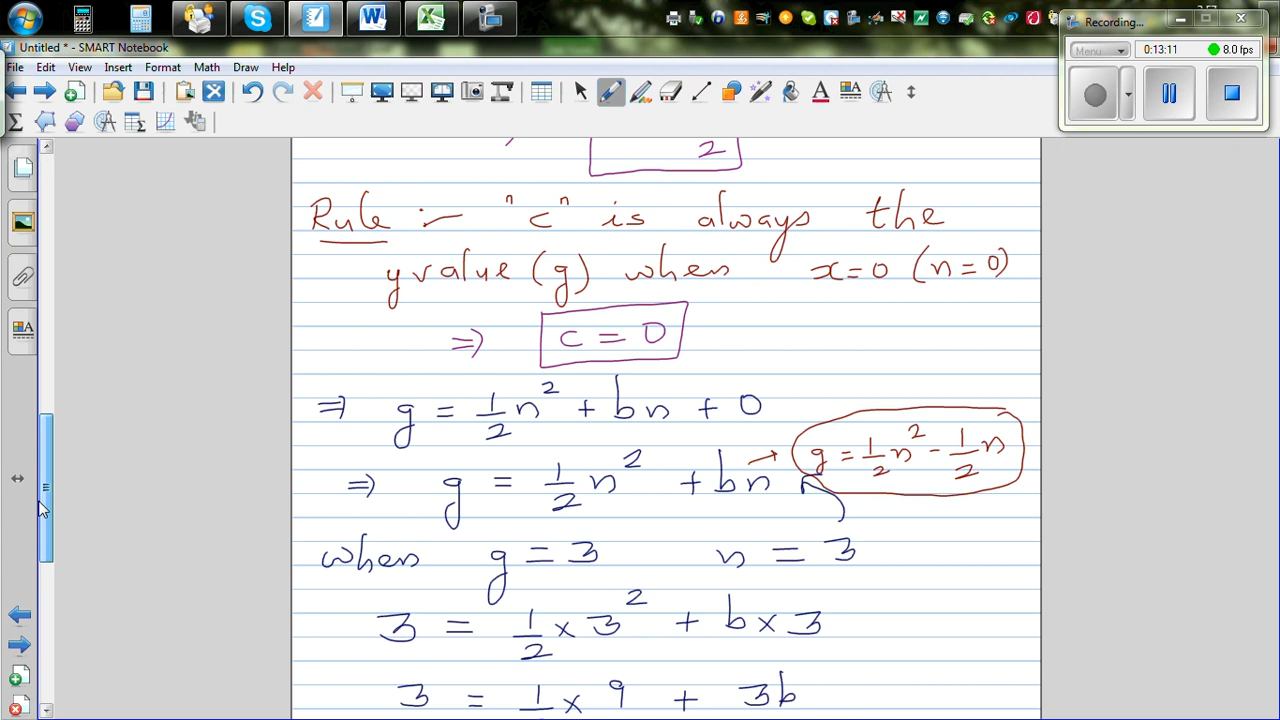 Recording...
Menu
0:13:11
8.0 fps
Untitled * - SMART Notebook
File Edit View Insert Format Math Draw Help
2
Rule :- "c" is always the
y value (g) when x=0 (n=0)
⇒ c = 0
⇒ g = 1/2 n² + bn + 0
⇒ g = 1/2 n² + bn → g = 1/2 n² - 1/2 n
when g = 3 n = 3
3 = 1/2 × 3² + b × 3
3 = 1/ × 9 + 3b